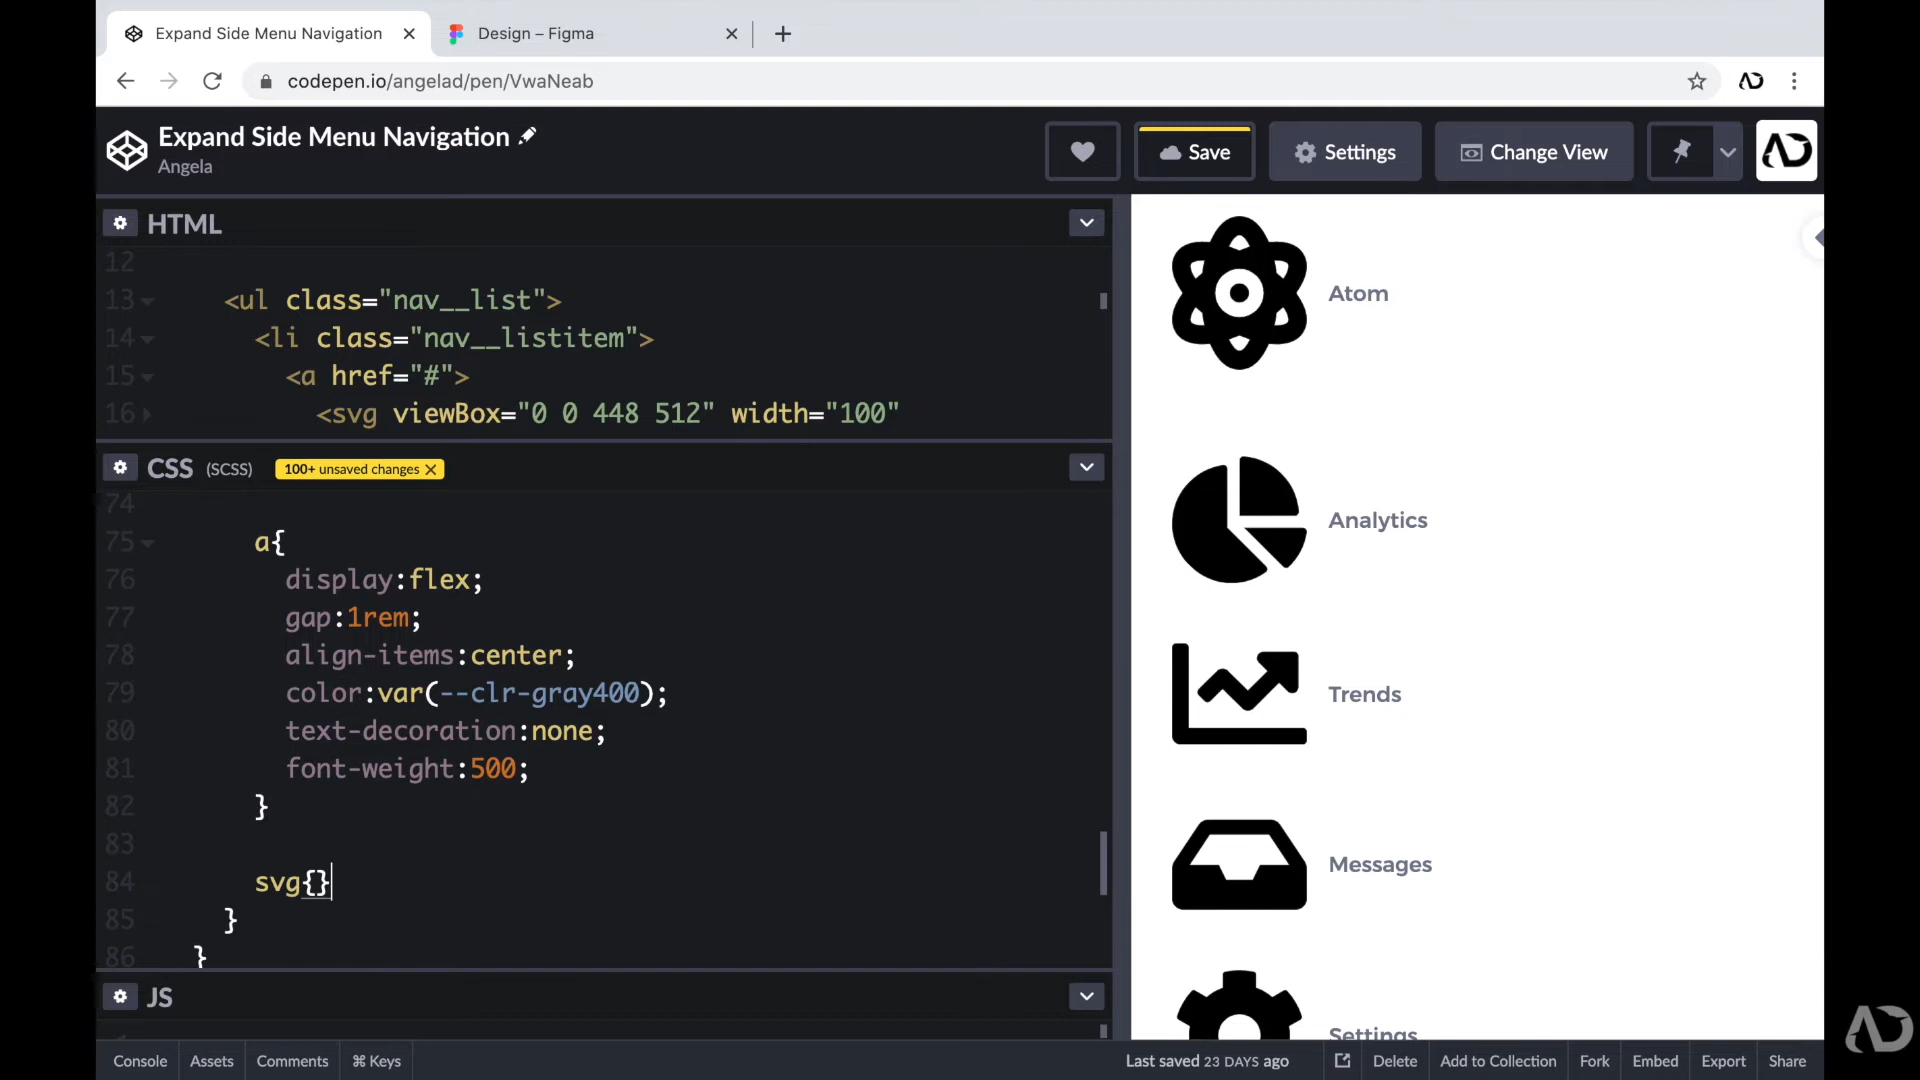 Expand Side Menu Navigation
Design – Figma
codepen.io/angelad/pen/VwaNeab
Expand Side Menu Navigation
Angela
Save
Settings
Change View
HTML
12
13 <ul class="nav__list">
14 <li class="nav__listitem">
15 <a href="#">
16 <svg viewBox="0 0 448 512" width="100"
CSS (SCSS) 100+ unsaved changes
74
75 a{
76 display:flex;
77 gap:1rem;
78 align-items:center;
79 color:var(--clr-gray400);
80 text-decoration:none;
81 font-weight:500;
82 }
83
84 svg{}
85 }
86 }
JS
Atom
Analytics
Trends
Messages
Settings
Console
Assets
Comments
⌘ Keys
Last saved 23 DAYS ago
Delete
Add to Collection
Fork
Embed
Export
Share